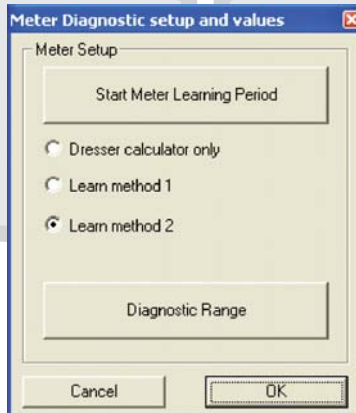 Meter Diagnostic setup and values
Meter Setup
Start Meter Learning Period
Dresser calculator only
Learn method 1
Learn method 2
Diagnostic Range
Cancel OK